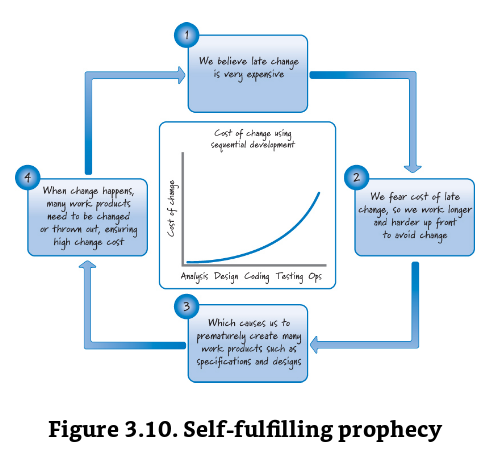 1
We believe late change
is very expensive
Cost of change using
sequential development
Cost of change
Analysis Design Coding Testing Ops
2
We fear cost of late
change, so we work longer
and harder up front
to avoid change
3
Which causes us to
prematurely create many
work products such as
specifications and designs
4
When change happens,
many work products
need to be changed
or thrown out, ensuring
high change cost
Figure 3.10. Self-fulfilling prophecy